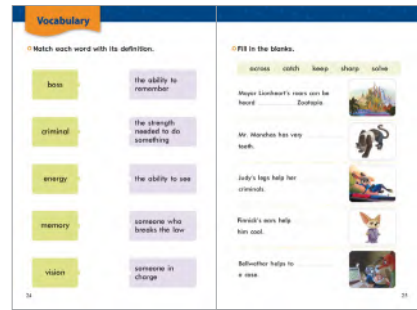 Vocabulary
Match each word with its definition.
boss
the ability to
remember
criminal
the strength
needed to do
something
energy
the ability to see
memory
someone who
breaks the law
vision
someone in
charge
24
Fill in the blanks.
across catch keep sharp solve
Mayor Lionheart's roars can be
heard Zootopia.
Mr. Manchas has very
teeth.
Judy's legs help her
criminals.
Finnick's ears help
him cool.
Bellwether helps to
a case.
25